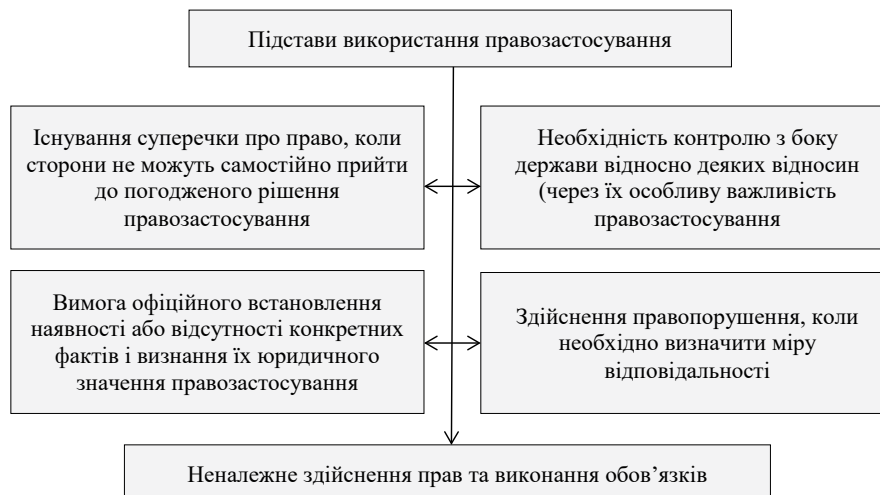 Підстави використання правозастосування
Існування суперечки про право, коли
сторони не можуть самостійно прийти
до погодженого рішення
правозастосування
Необхідність контролю з боку
держави відносно деяких відносин
(через їх особливу важливість
правозастосування
Вимога офіційного встановлення
наявності або відсутності конкретних
фактів і визнання їх юридичного
значення правозастосування
Здійснення правопорушення, коли
необхідно визначити міру
відповідальності
Неналежне здійснення прав та виконання обов’язків